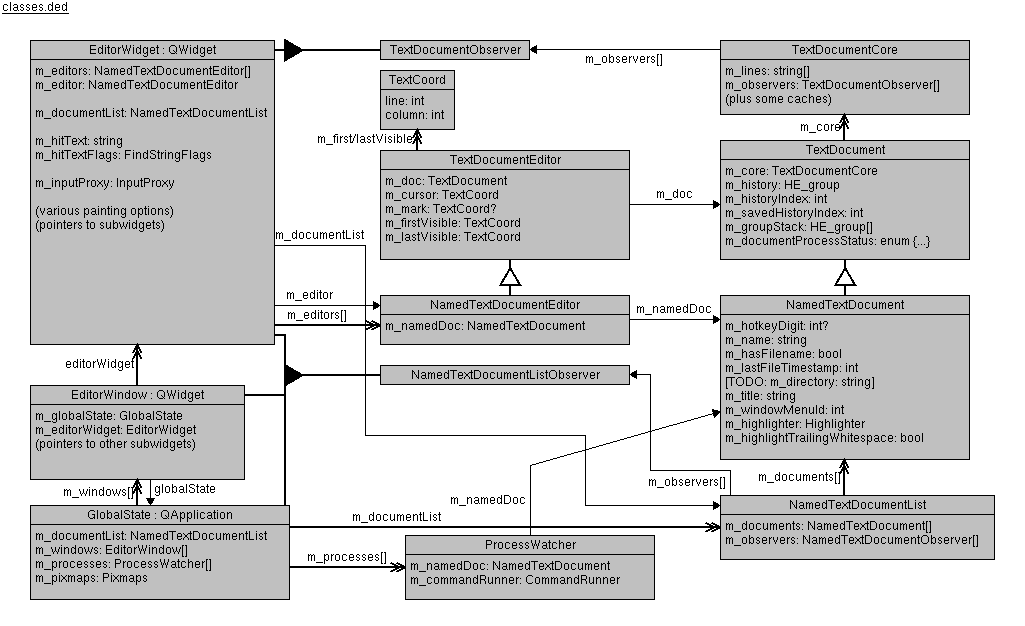 classes.ded
EditorWidget : QWidget
m_editors: NamedTextDocumentEditor[]
m_editor: NamedTextDocumentEditor
m_documentList: NamedTextDocumentList
m_hitText: string
m_hitTextFlags: FindStringFlags
m_inputProxy: InputProxy
(various painting options)
(pointers to subwidgets)
TextDocumentObserver
m_observers[]
TextDocumentCore
m_lines: string[]
m_observers: TextDocumentObserver[]
(plus some caches)
TextCoord
line: int
column: int
m_first/lastVisible
m_core
TextDocumentEditor
m_doc: TextDocument
m_cursor: TextCoord
m_mark: TextCoord?
m_firstVisible: TextCoord
m_lastVisible: TextCoord
m_doc
TextDocument
m_core: TextDocumentCore
m_history: HE_group
m_historyIndex: int
m_savedHistoryIndex: int
m_groupStack: HE_group[]
m_documentProcessStatus: enum {...}
m_documentList
m_editor
m_editors[]
NamedTextDocumentEditor
m_namedDoc: NamedTextDocument
m_namedDoc
NamedTextDocument
m_hotkeyDigit: int?
m_name: string
m_hasFilename: bool
m_lastFileTimestamp: int
[TODO: m_directory: string]
m_title: string
m_windowMenuId: int
m_highlighter: Highlighter
m_highlightTrailingWhitespace: bool
editorWidget
NamedTextDocumentListObserver
EditorWindow : QWidget
m_globalState: GlobalState
m_editorWidget: EditorWidget
(pointers to other subwidgets)
m_windows[]
globalState
m_namedDoc
m_observers[]
m_documents[]
GlobalState : QApplication
m_documentList: NamedTextDocumentList
m_windows: EditorWindow[]
m_processes: ProcessWatcher[]
m_pixmaps: Pixmaps
m_documentList
m_processes[]
ProcessWatcher
m_namedDoc: NamedTextDocument
m_commandRunner: CommandRunner
NamedTextDocumentList
m_documents: NamedTextDocument[]
m_observers: NamedTextDocumentObserver[]